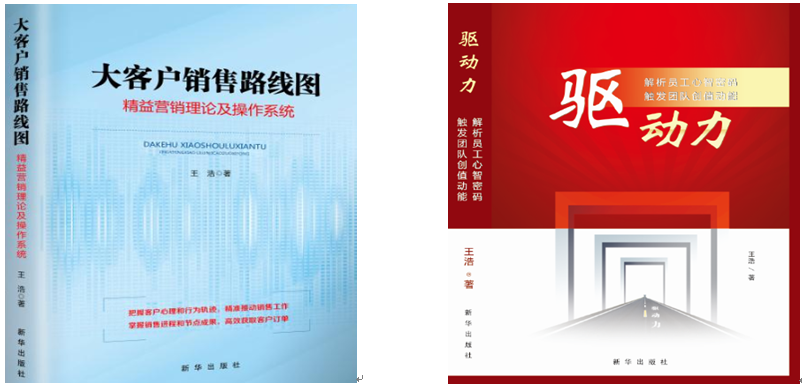 大客户销售路线图
精益营销理论及操作系统
王 浩 著
大客户销售路线图
精益营销理论及操作系统
DAKEHU XIAOSHOULUXIANTU
王 浩 著
把握客户心理和行为轨迹，精准推动销售工作
掌握销售进程和节点成果，高效获取客户订单
新华出版社
驱动力
解析员工心智密码
触发团队创值动能
王浩 著
新华出版社
解析员工心智密码
触发团队创值动能
驱动力
王浩 著
驱动力
新华出版社